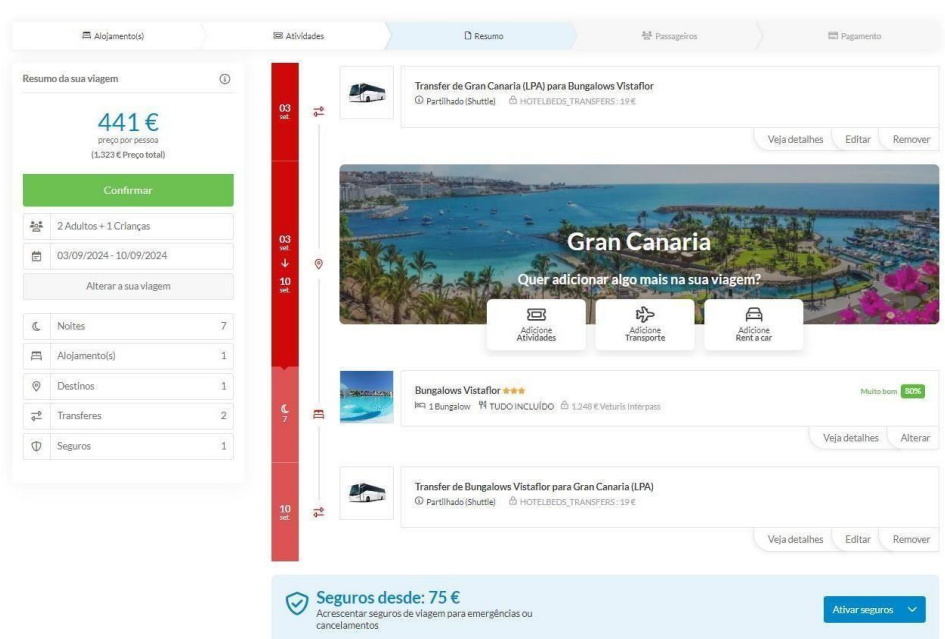 Alojamento(s)
Atividades
Resumo
Passageiros
Pagamento
Resumo da sua viagem
441 €
preço por pessoa
(1.323 € Preço total)
Confirmar
2 Adultos + 1 Crianças
03/09/2024 - 10/09/2024
Alterar a sua viagem
Noites 7
Alojamento(s) 1
Destinos 1
Transferes 2
Seguros 1
03
set.
Transfer de Gran Canaria (LPA) para Bungalows Vistaflor
Partilhado (Shuttle) HOTELBEDS_TRANSFERS : 19 €
Veja detalhes Editar Remover
03
set.
10
set.
Gran Canaria
Quer adicionar algo mais na sua viagem?
Adicione
Atividades
Adicione
Transporte
Adicione
Rent a car
7
Bungalows Vistaflor
Muito bom 80%
1 Bungalow TUDO INCLUÍDO 1.248 € Veturis Interpass
Veja detalhes Alterar
10
set.
Transfer de Bungalows Vistaflor para Gran Canaria (LPA)
Partilhado (Shuttle) HOTELBEDS_TRANSFERS : 19 €
Veja detalhes Editar Remover
Seguros desde: 75 €
Acrescentar seguros de viagem para emergências ou
cancelamentos
Ativar seguros